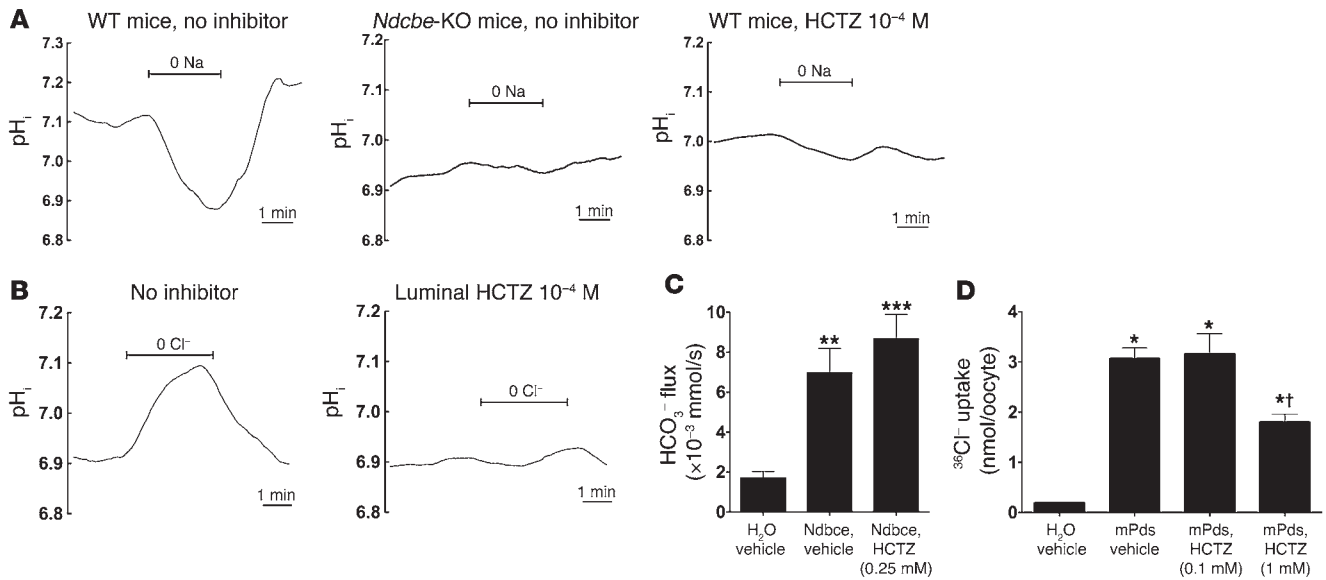 A
WT mice, no inhibitor
7.3
7.2
7.1
7.0
6.9
6.8
pHi
0 Na
1 min
Ndcbe-KO mice, no inhibitor
7.2
7.1
7.0
6.9
6.8
pHi
0 Na
1 min
WT mice, HCTZ 10⁻⁴ M
7.2
7.1
7.0
6.9
6.8
pHi
0 Na
1 min
B
No inhibitor
7.2
7.1
7.0
6.9
6.8
pHi
0 Cl⁻
1 min
Luminal HCTZ 10⁻⁴ M
7.2
7.1
7.0
6.9
6.8
pHi
0 Cl⁻
1 min
C
HCO₃⁻ flux
(×10⁻³ mmol/s)
10
8
6
4
2
0
**
***
H₂O
vehicle
Ndbce,
vehicle
Ndbce,
HCTZ
(0.25 mM)
D
³⁶Cl⁻ uptake
(nmol/oocyte)
4
3
2
1
0
*
*
*†
H₂O
vehicle
mPds
vehicle
mPds,
HCTZ
(0.1 mM)
mPds,
HCTZ
(1 mM)